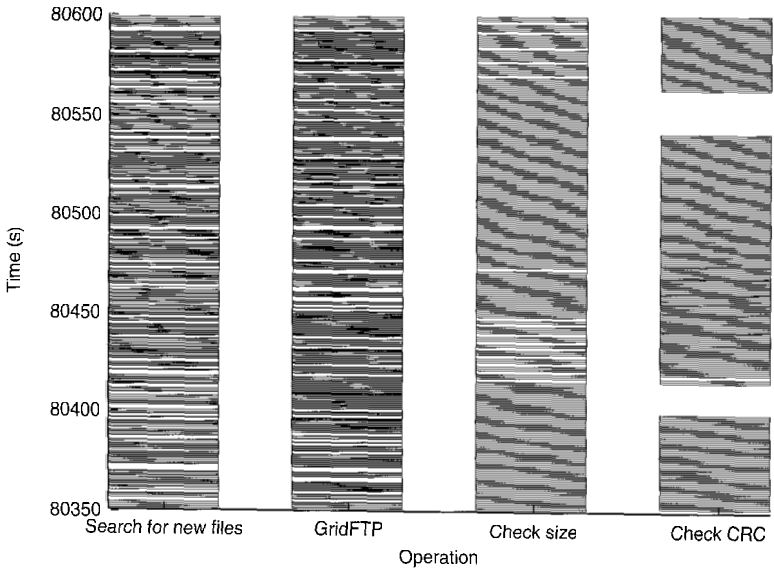 80600
80550
80500
80450
80400
80350
Time (s)
Search for new files
GridFTP
Check size
Check CRC
Operation